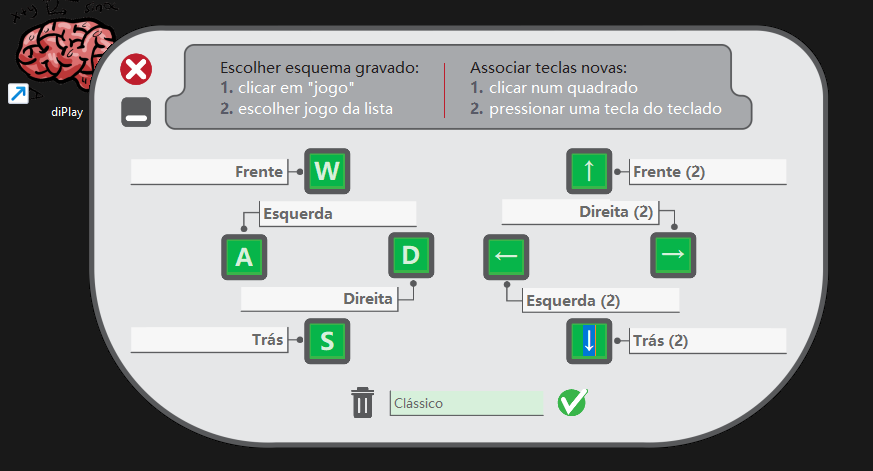 x+y
diPlay
Escolher esquema gravado:
1. clicar em "jogo"
2. escolher jogo da lista
Associar teclas novas:
1. clicar num quadrado
2. pressionar uma tecla do teclado
Frente
W
Esquerda
A
D
Direita
Trás
S
↑
Frente (2)
Direita (2)
←
→
Esquerda (2)
↓
Trás (2)
Clássico